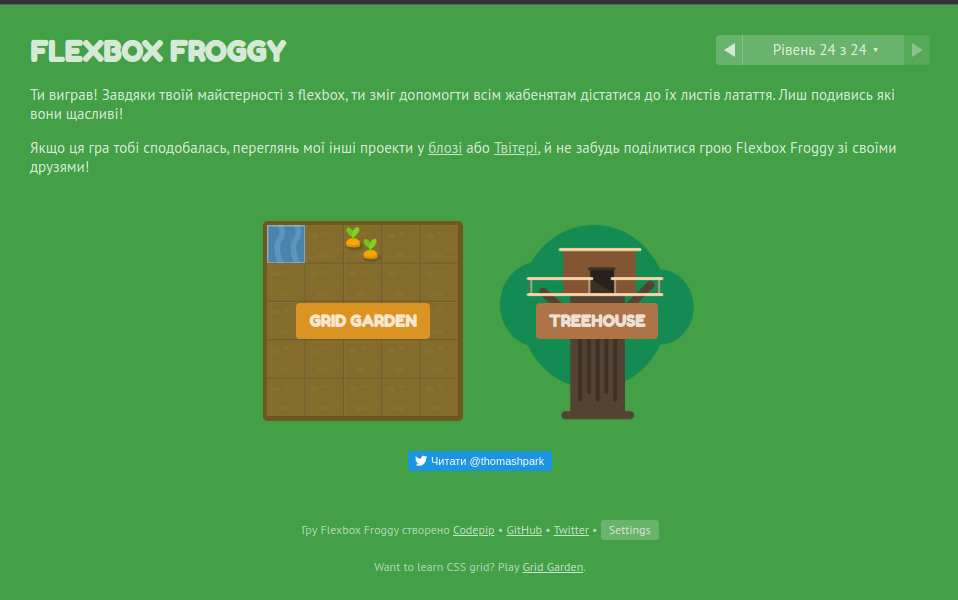 FLEXBOX FROGGY
Рівень 24 з 24 ▾
Ти виграв! Завдяки твоїй майстерності з flexbox, ти зміг допомогти всім жабенятам дістатися до їх листів латаття. Лиш подивись які
вони щасливі!
Якщо ця гра тобі сподобалась, переглянь мої інші проекти у блозі або Твітері, й не забудь поділитися грою Flexbox Froggy зі своїми
друзями!
GRID GARDEN
TREEHOUSE
Читати @thomashpark
Гру Flexbox Froggy створено Codepip • GitHub • Twitter • Settings
Want to learn CSS grid? Play Grid Garden.